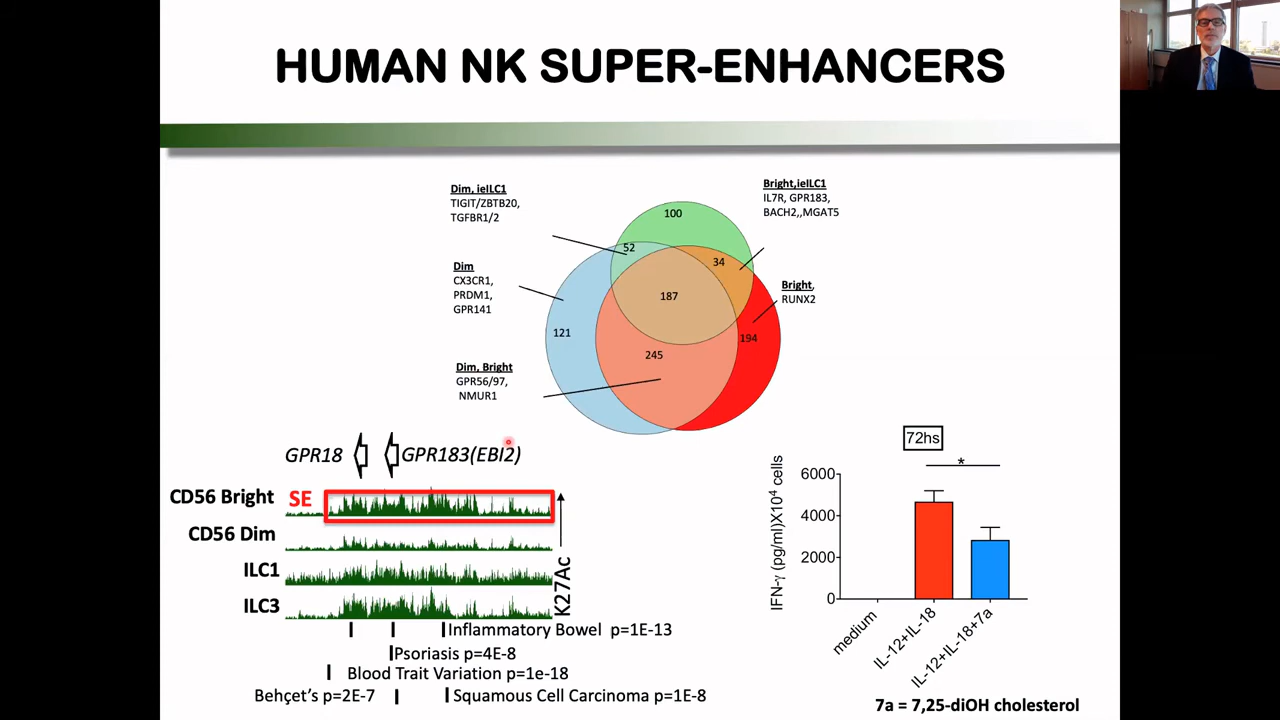 HUMAN NK SUPER-ENHANCERS
Dim, ieILC1
TIGIT/ZBTB20,
TGFBR1/2
Bright,ieILC1
IL7R, GPR183,
BACH2,,MGAT5
100
52
34
Dim
CX3CR1,
PRDM1,
GPR141
187
Bright,
RUNX2
121
194
245
Dim, Bright
GPR56/97,
NMUR1
GPR18
GPR183(EBI2)
CD56 Bright
SE
CD56 Dim
ILC1
ILC3
K27Ac
Inflammatory Bowel p=1E-13
Psoriasis p=4E-8
Blood Trait Variation p=1e-18
Behçet's p=2E-7
Squamous Cell Carcinoma p=1E-8
72hs
*
6000
4000
2000
0
IFN-γ (pg/ml)X10⁴ cells
medium
IL-12+IL-18
IL-12+IL-18+7a
7a = 7,25-diOH cholesterol